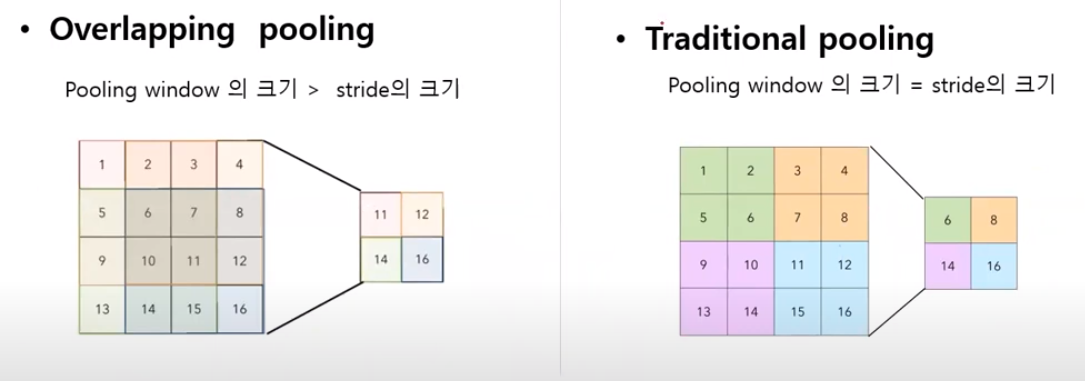 • Overlapping pooling
Pooling window 의 크기 > stride의 크기
1 2 3 4
5 6 7 8
9 10 11 12
13 14 15 16
11 12
14 16
• Traditional pooling
Pooling window 의 크기 = stride의 크기
1 2 3 4
5 6 7 8
9 10 11 12
13 14 15 16
6 8
14 16